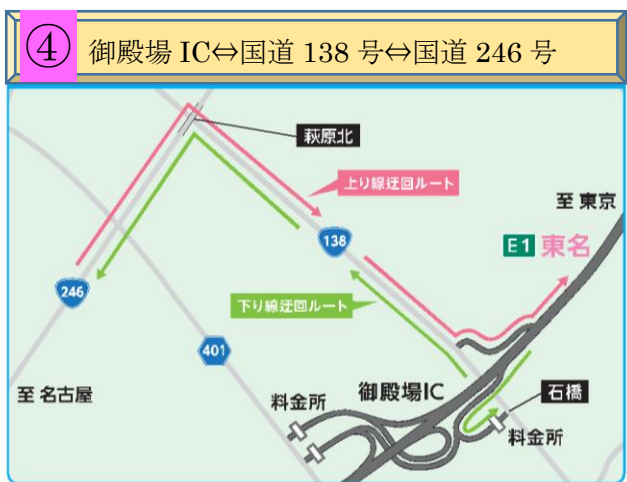 ④ 御殿場 IC⇔国道 138 号⇔国道 246 号
萩原北
上り線迂回ルート
至 東京
138
E1 東名
246
下り線迂回ルート
401
至 名古屋
御殿場IC
石橋
料金所
料金所